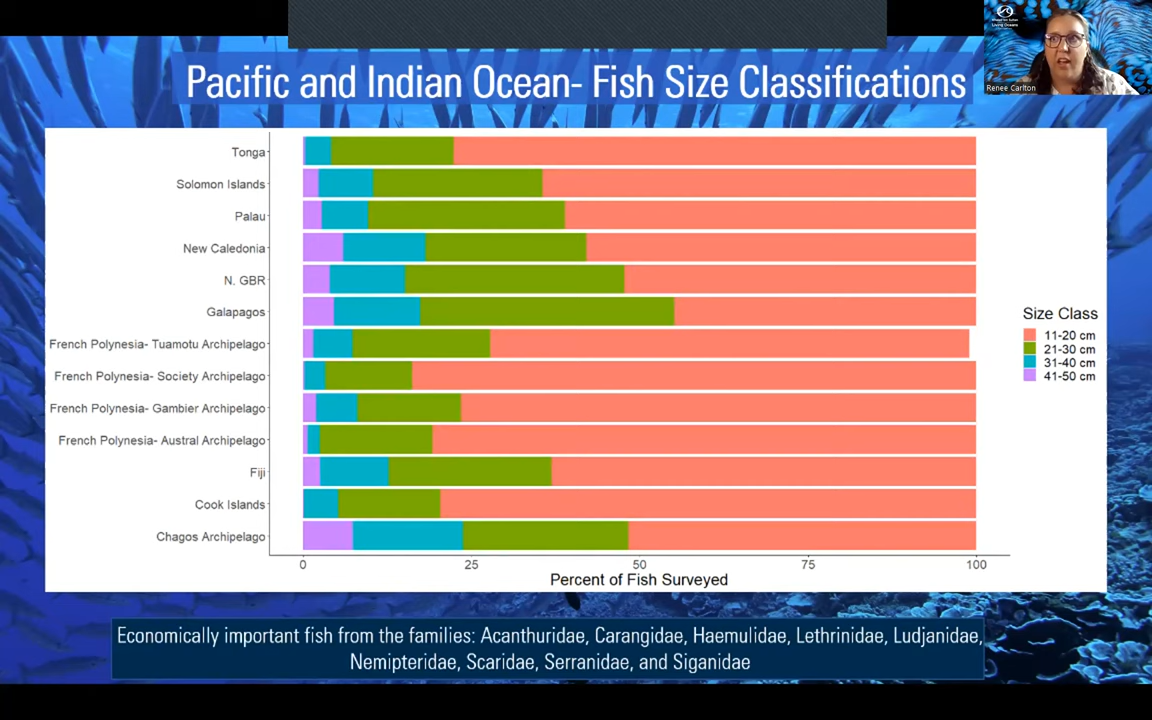 Pacific and Indian Ocean- Fish Size Classifications
Living Oceans
Renee Carlton
Tonga
Solomon Islands
Palau
New Caledonia
N. GBR
Galapagos
French Polynesia- Tuamotu Archipelago
French Polynesia- Society Archipelago
French Polynesia- Gambier Archipelago
French Polynesia- Austral Archipelago
Fiji
Cook Islands
Chagos Archipelago
0 25 50 75 100
Percent of Fish Surveyed
Size Class
11-20 cm
21-30 cm
31-40 cm
41-50 cm
Economically important fish from the families: Acanthuridae, Carangidae, Haemulidae, Lethrinidae, Ludjanidae,
Nemipteridae, Scaridae, Serranidae, and Siganidae